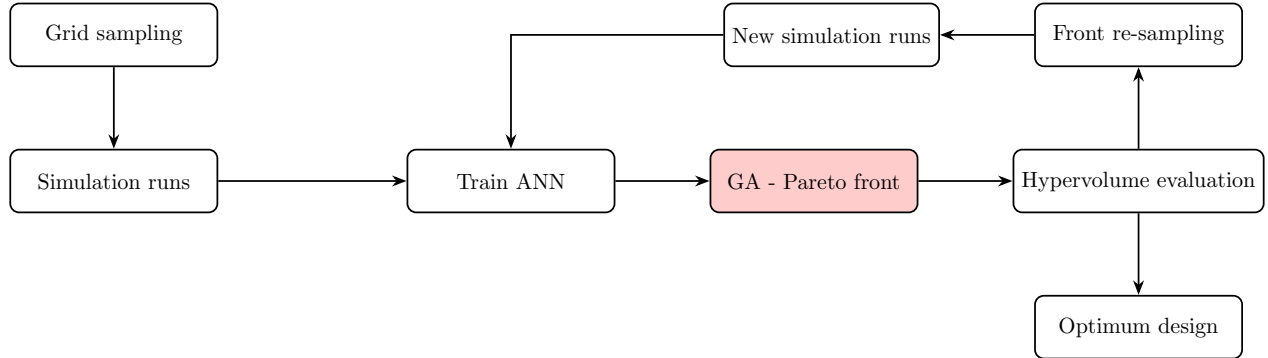 Grid sampling
New simulation runs
Front re-sampling
Simulation runs
Train ANN
GA - Pareto front
Hypervolume evaluation
Optimum design